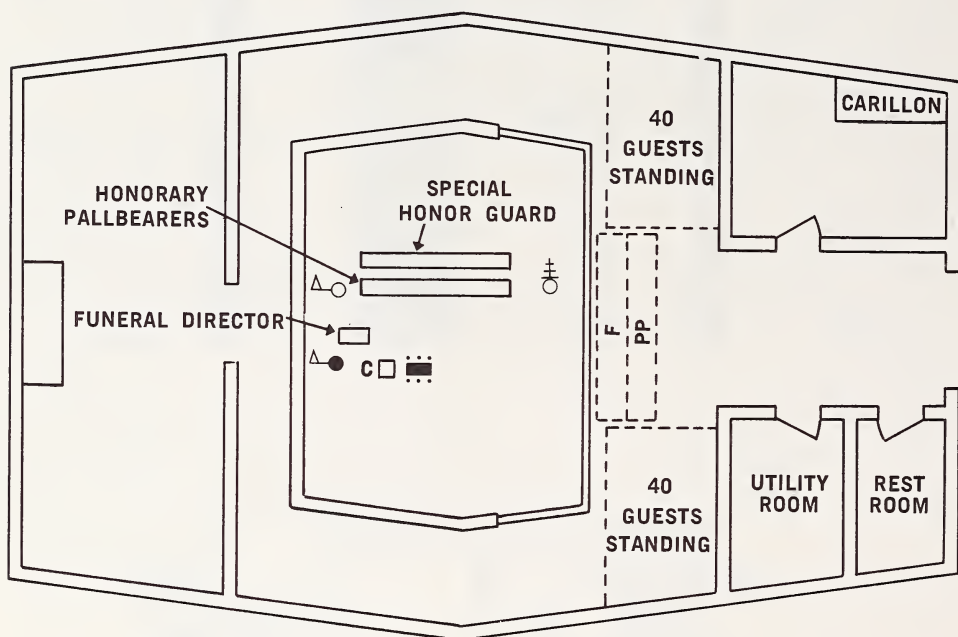 CARILLON
40
GUESTS
STANDING
HONORARY
PALLBEARERS
SPECIAL
HONOR GUARD
FUNERAL DIRECTOR
F
PP
C
40
GUESTS
STANDING
UTILITY
ROOM
REST
ROOM